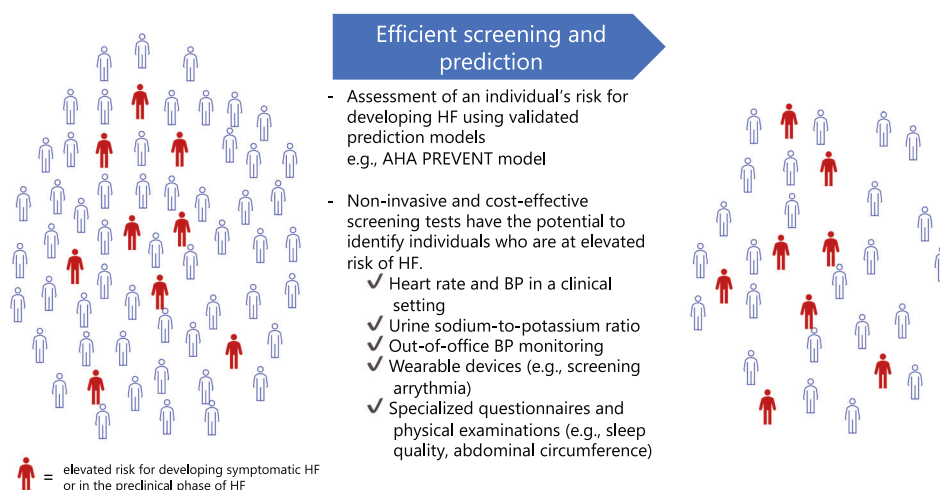 Efficient screening and
prediction
- Assessment of an individual's risk for
developing HF using validated
prediction models
e.g., AHA PREVENT model
- Non-invasive and cost-effective
screening tests have the potential to
identify individuals who are at elevated
risk of HF.
✓ Heart rate and BP in a clinical
setting
✓ Urine sodium-to-potassium ratio
✓ Out-of-office BP monitoring
✓ Wearable devices (e.g., screening
arrythmia)
✓ Specialized questionnaires and
physical examinations (e.g., sleep
quality, abdominal circumference)
= elevated risk for developing symptomatic HF
or in the preclinical phase of HF